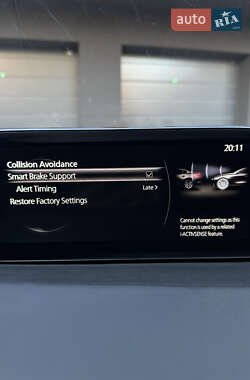 auto RIA
20:11
Collision Avoidance
Smart Brake Support
Alert Timing Late >
Restore Factory Settings
Cannot change settings as this
function is used by a related
i-ACTIVSENSE feature.